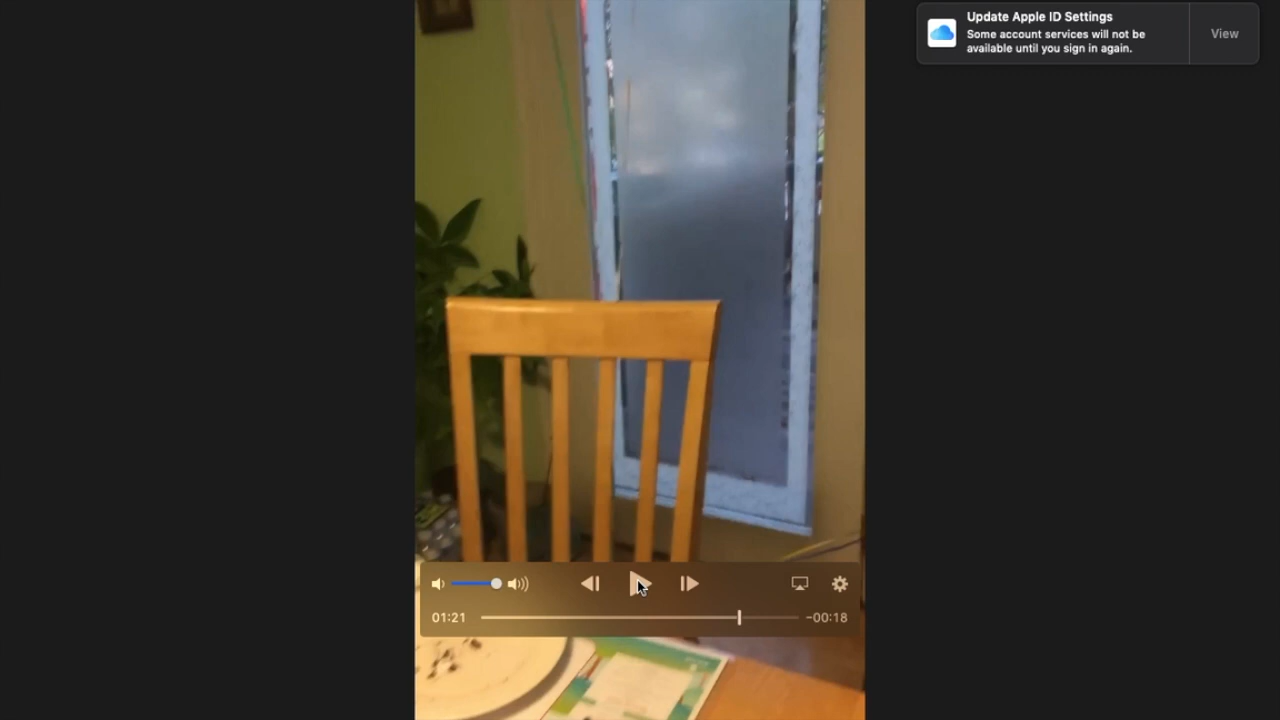 Update Apple ID Settings
Some account services will not be
available until you sign in again.
View
01:21
-00:18